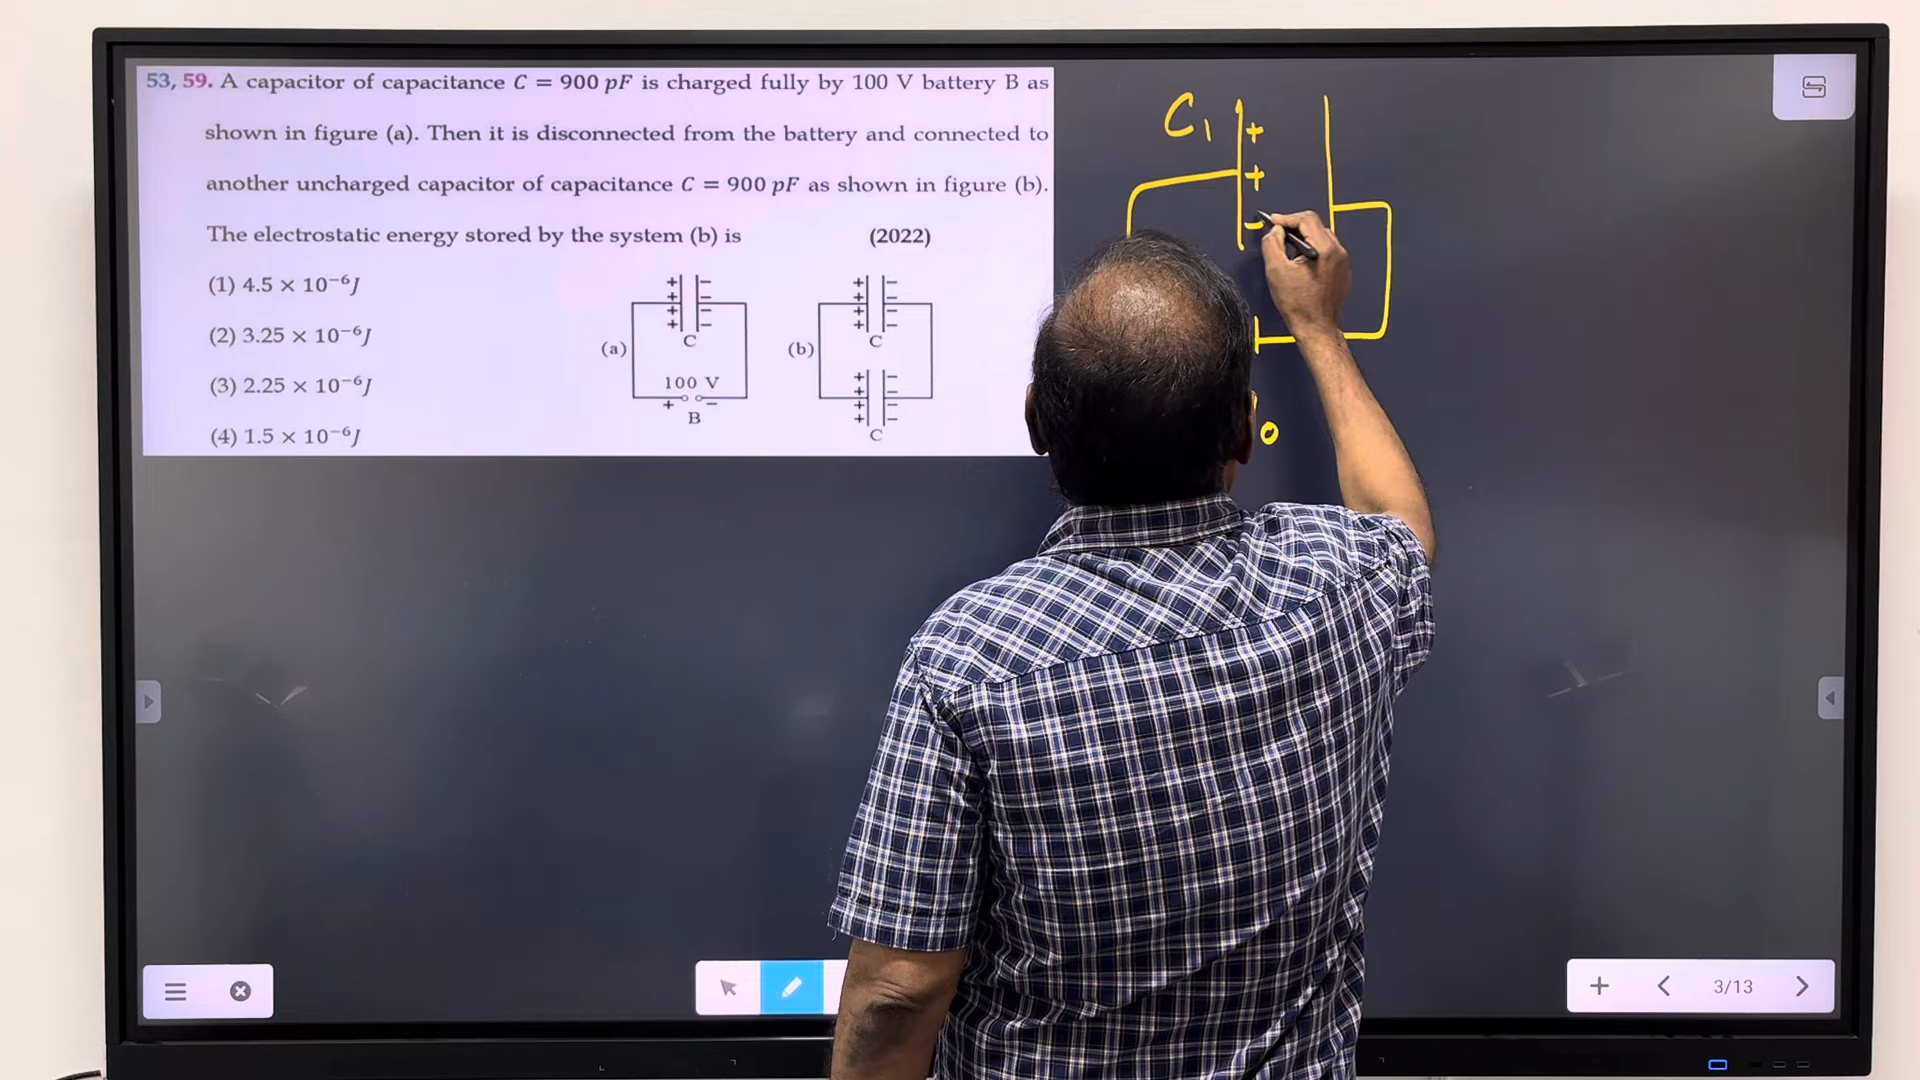 53, 59. A capacitor of capacitance C = 900 pF is charged fully by 100 V battery B as
shown in figure (a). Then it is disconnected from the battery and connected to
another uncharged capacitor of capacitance C = 900 pF as shown in figure (b).
The electrostatic energy stored by the system (b) is (2022)
(1) 4.5 × 10⁻⁶J
(2) 3.25 × 10⁻⁶J
(3) 2.25 × 10⁻⁶J
(4) 1.5 × 10⁻⁶J
(a)
C
100 V
+ −
B
(b)
C
C
C₁
+
+
0
3/13